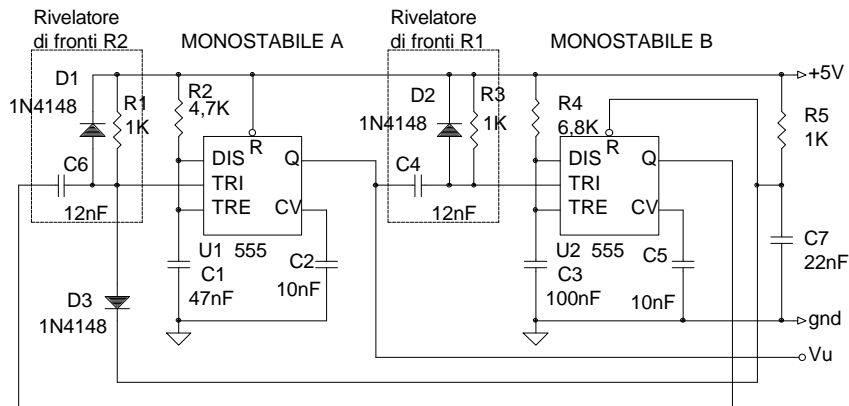 Rivelatore
di fronti R2
MONOSTABILE A
Rivelatore
di fronti R1
MONOSTABILE B
D1
1N4148
R1
1K
R2
4,7K
R
DIS
TRI
TRE
Q
CV
C6
12nF
U1 555
C1
47nF
C2
10nF
D3
1N4148
D2
1N4148
R3
1K
R4
6,8K
R
DIS
TRI
TRE
Q
CV
C4
12nF
U2 555
C3
100nF
C5
10nF
+5V
R5
1K
C7
22nF
gnd
Vu